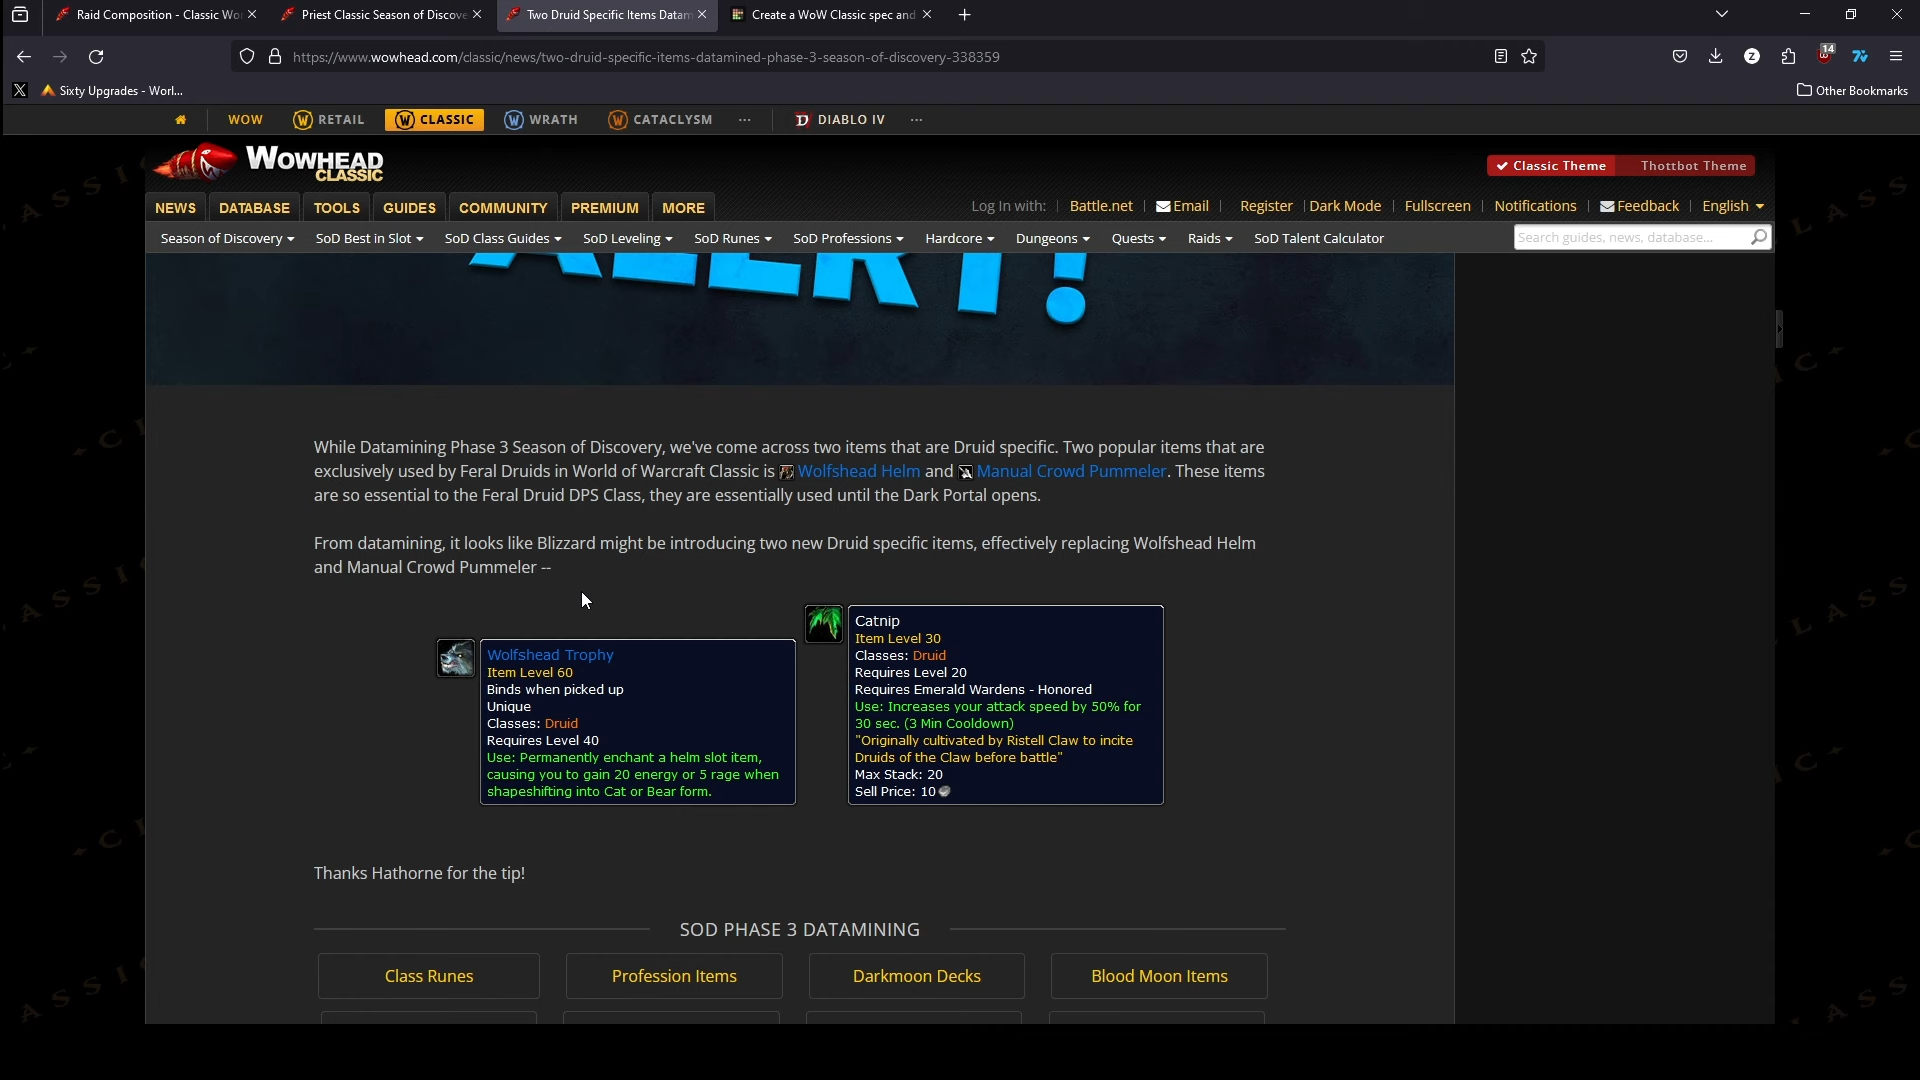 Raid Composition - Classic Wo
Priest Classic Season of Discove
Two Druid Specific Items Datam
Create a WoW Classic spec and
https://www.wowhead.com/classic/news/two-druid-specific-items-datamined-phase-3-season-of-discovery-338359
Z
14
X
Sixty Upgrades - Worl...
Other Bookmarks
WOW
RETAIL
CLASSIC
WRATH
CATACLYSM
DIABLO IV
WOWHEAD
CLASSIC
Classic Theme
Thottbot Theme
NEWS
DATABASE
TOOLS
GUIDES
COMMUNITY
PREMIUM
MORE
Log In with:
Battle.net
Email
Register
Dark Mode
Fullscreen
Notifications
Feedback
English
Season of Discovery
SoD Best in Slot
SoD Class Guides
SoD Leveling
SoD Runes
SoD Professions
Hardcore
Dungeons
Quests
Raids
SoD Talent Calculator
Search guides, news, database...
ALERT!
While Datamining Phase 3 Season of Discovery, we've come across two items that are Druid specific. Two popular items that are
exclusively used by Feral Druids in World of Warcraft Classic is Wolfshead Helm and Manual Crowd Pummeler. These items
are so essential to the Feral Druid DPS Class, they are essentially used until the Dark Portal opens.
From datamining, it looks like Blizzard might be introducing two new Druid specific items, effectively replacing Wolfshead Helm
and Manual Crowd Pummeler --
Wolfshead Trophy
Item Level 60
Binds when picked up
Unique
Classes: Druid
Requires Level 40
Use: Permanently enchant a helm slot item,
causing you to gain 20 energy or 5 rage when
shapeshifting into Cat or Bear form.
Catnip
Item Level 30
Classes: Druid
Requires Level 20
Requires Emerald Wardens - Honored
Use: Increases your attack speed by 50% for
30 sec. (3 Min Cooldown)
"Originally cultivated by Ristell Claw to incite
Druids of the Claw before battle"
Max Stack: 20
Sell Price: 10
Thanks Hathorne for the tip!
SOD PHASE 3 DATAMINING
Class Runes
Profession Items
Darkmoon Decks
Blood Moon Items